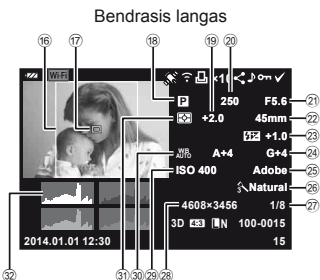 Bendrasis langas
⑯ ⑰ ⑱ ⑲ ⑳
Wi-Fi ×10
P 250 F5.6 ㉑
+2.0 45mm ㉒
+1.0 ㉓
WB AUTO A+4 G+4 ㉔
ISO 400 Adobe ㉕
Natural ㉖
4608×3456 1/8 ㉗
3D 4:3 LN 100-0015
2014.01.01 12:30 15
㉜ ㉛ ㉚ ㉙ ㉘